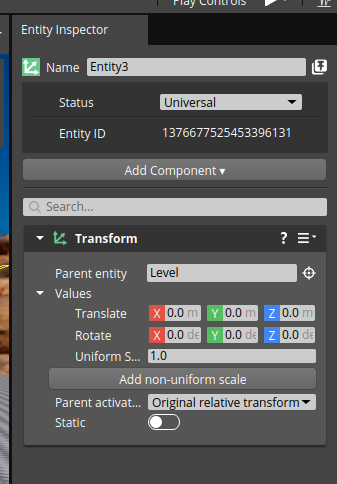 Play Controls
Entity Inspector
Name Entity3
Status Universal
Entity ID 1376677525453396131
Add Component ▾
Search...
Transform ?
Parent entity Level
Values
Translate X 0.0 m Y 0.0 m Z 0.0 m
Rotate X 0.0 de Y 0.0 de Z 0.0 de
Uniform S... 1.0
Add non-uniform scale
Parent activat... Original relative transform
Static